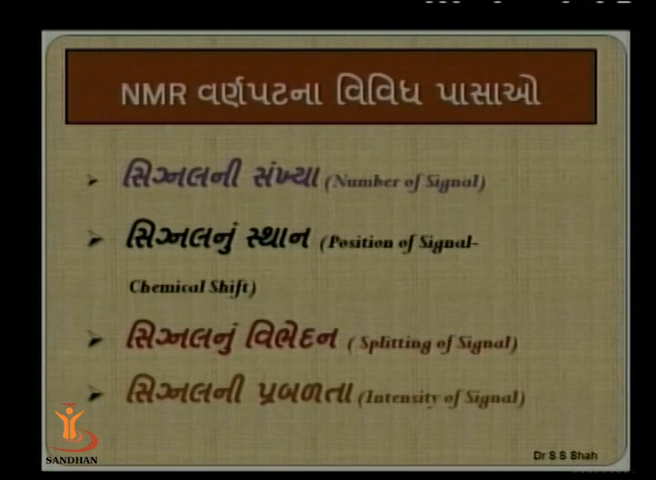 NMR વર્ણપટના વિવિધ પાસાઓ
સિગ્નલની સંખ્યા (Number of Signal)
સિગ્નલનું સ્થાન (Position of Signal-
Chemical Shift)
સિગ્નલનું વિભેદન ( Splitting of Signal)
સિગ્નલની પ્રબળતા (Intensity of Signal)
SANDHAN
Dr S S Shah